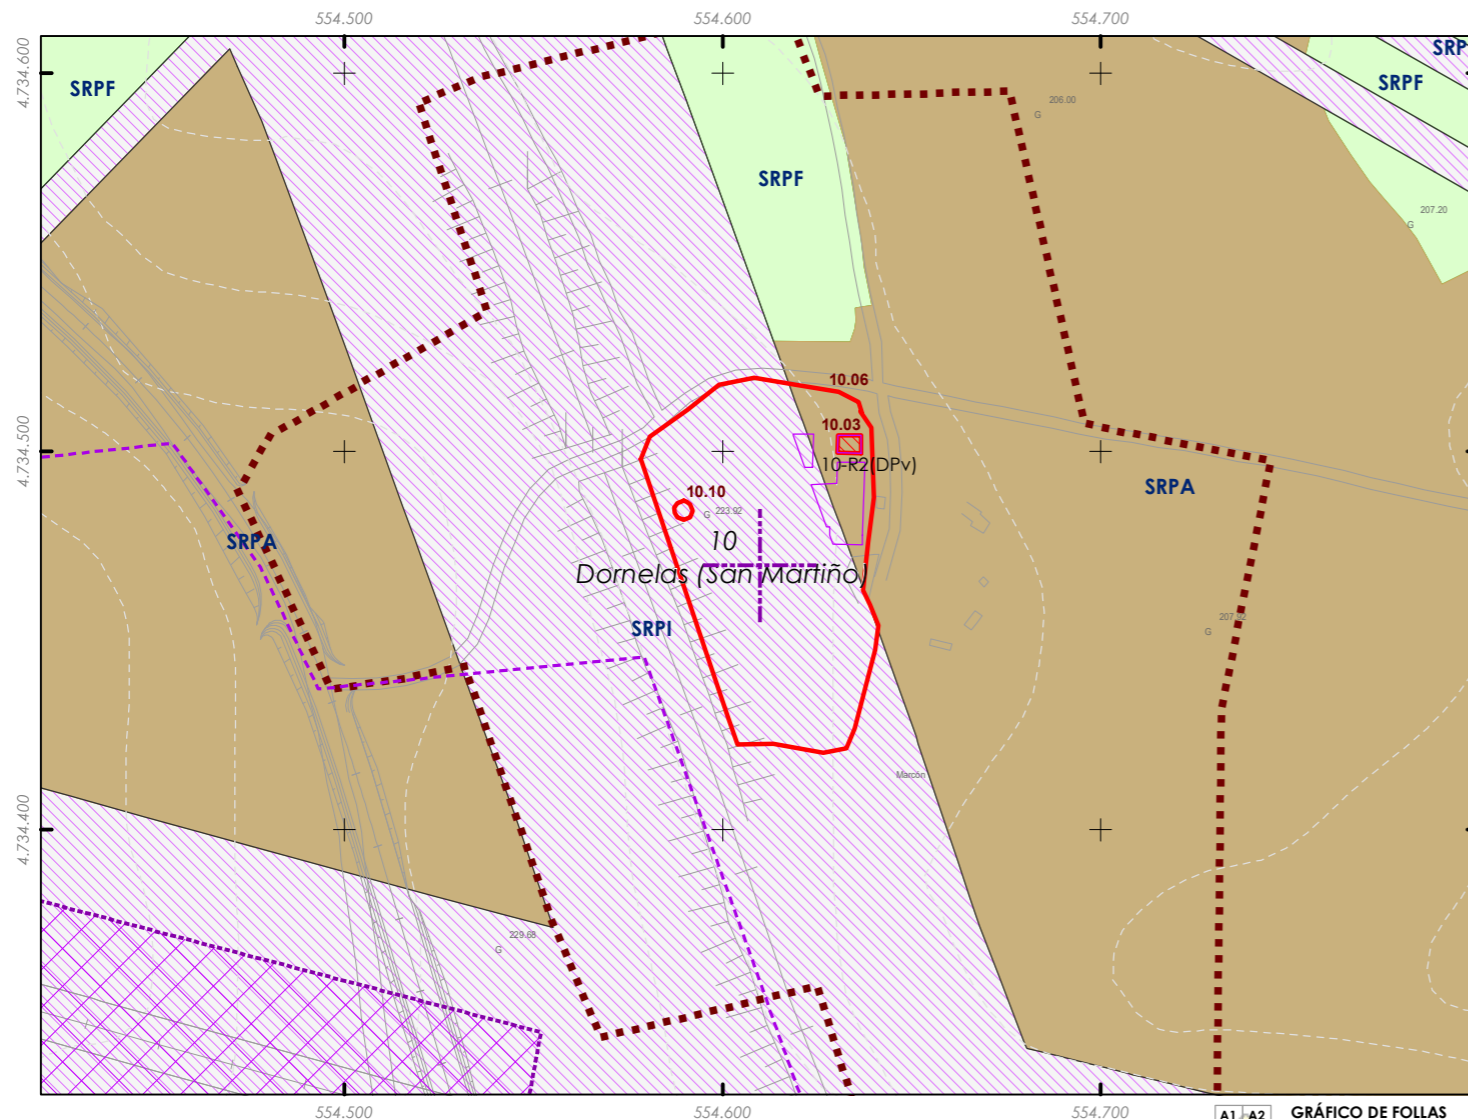 554.500 554.600 554.700
4.734.600
SRPF
SRP
SRPF
206.00
G
SRPF
207.20
G
10.06
10.03
4.734.500
10-R2(DPv)
SRPA
10.10
G 223.92
10
SRPA
Dornelas (San Martiño)
207.92
G
SRPI
Marcón
4.734.400
229.68
G
554.500 554.600 554.700
A1 A2 GRÁFICO DE FOLLAS